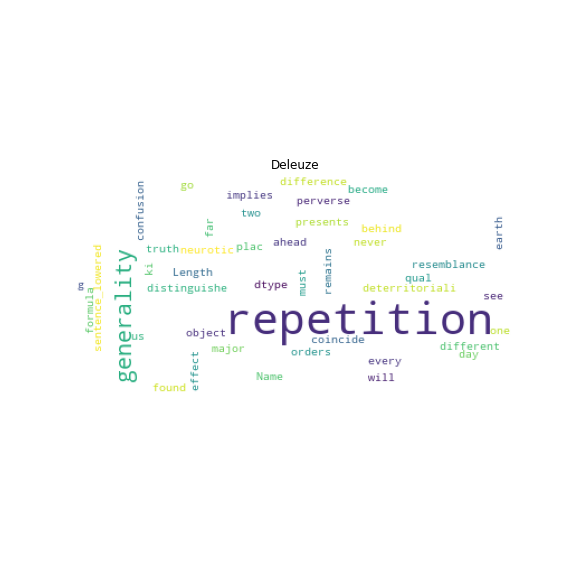 Deleuze
go
difference
implies
become
perverse
confusion
two
far
presents
behind
earth
truth
neurotic
plac
ahead
never
sentence_lowered
generality
ki
Length
must
remains
resemblance
qual
distinguishe
dtype
deterritoriali
g
formula
see
repetition
us
object
coincide
one
major
orders
different
day
effect
every
found
Name
will